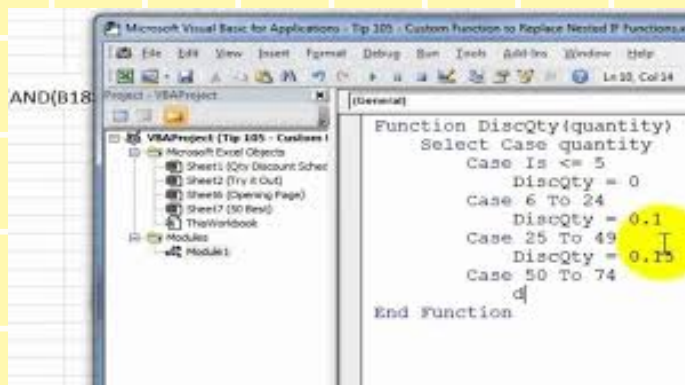 Microsoft Visual Basic for Applications - Tip 105 - Custom Function to Replace Nested IF Functions.x
File Edit View Insert Format Debug Run Tools Add-Ins Window Help
Ln 10, Col 14
AND(B18
Project - VBAProject
(General)
VBAProject (Tip 105 - Custom
Microsoft Excel Objects
Sheet1 (Qty Discount Sched
Sheet2 (Try it Out)
Sheet6 (Opening Page)
Sheet7 (50 Best)
ThisWorkbook
Modules
Module1
Function DiscQty(quantity)
Select Case quantity
Case Is <= 5
DiscQty = 0
Case 6 To 24
DiscQty = 0.1
Case 25 To 49
DiscQty = 0.15
Case 50 To 74
d
End Function